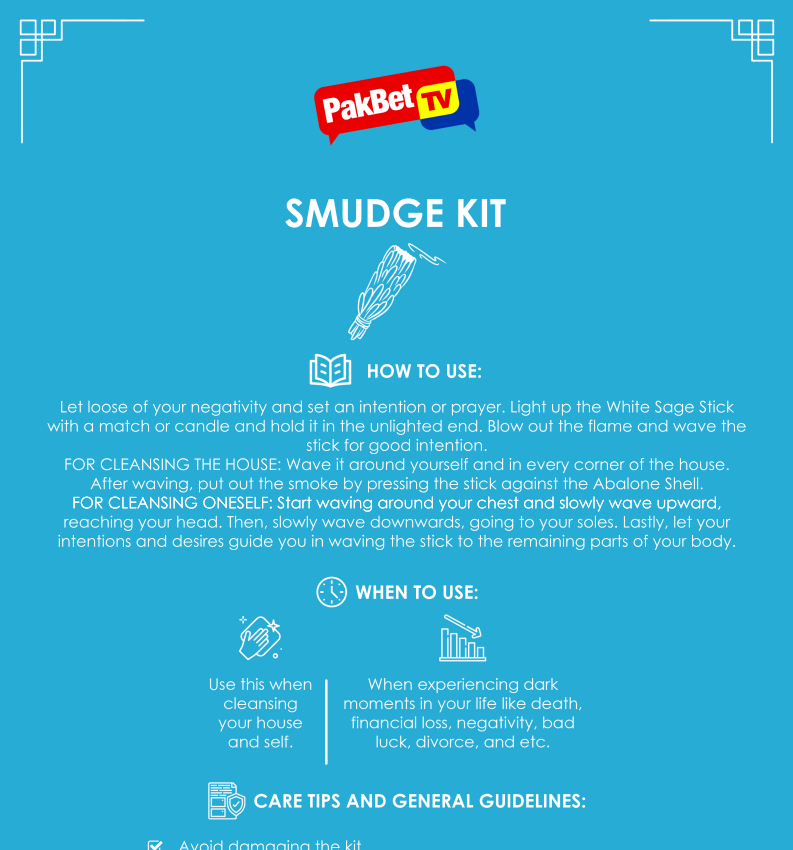 PakBet TV
SMUDGE KIT
HOW TO USE:
Let loose of your negativity and set an intention or prayer. Light up the White Sage Stick
with a match or candle and hold it in the unlighted end. Blow out the flame and wave the
stick for good intention.
FOR CLEANSING THE HOUSE: Wave it around yourself and in every corner of the house.
After waving, put out the smoke by pressing the stick against the Abalone Shell.
FOR CLEANSING ONESELF: Start waving around your chest and slowly wave upward,
reaching your head. Then, slowly wave downwards, going to your soles. Lastly, let your
intentions and desires guide you in waving the stick to the remaining parts of your body.
WHEN TO USE:
Use this when
cleansing
your house
and self.
When experiencing dark
moments in your life like death,
financial loss, negativity, bad
luck, divorce, and etc.
CARE TIPS AND GENERAL GUIDELINES:
Avoid damaging the kit